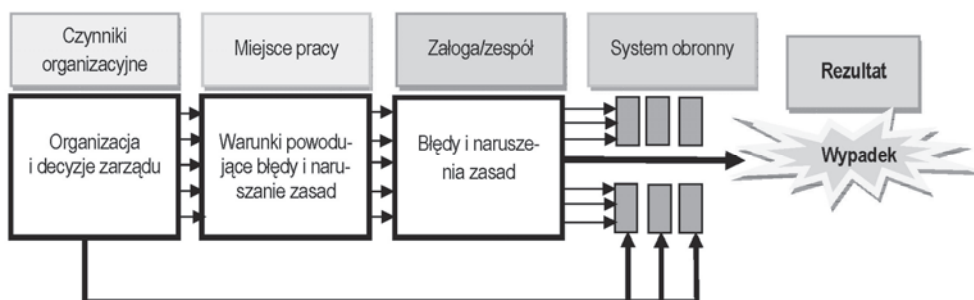 Czynniki
organizacyjne
Miejsce pracy
Załoga/zespół
System obronny
Rezultat
Organizacja
i decyzje zarządu
Warunki powodu-
jące błędy i naru-
szanie zasad
Błędy i narusze-
nia zasad
Wypadek